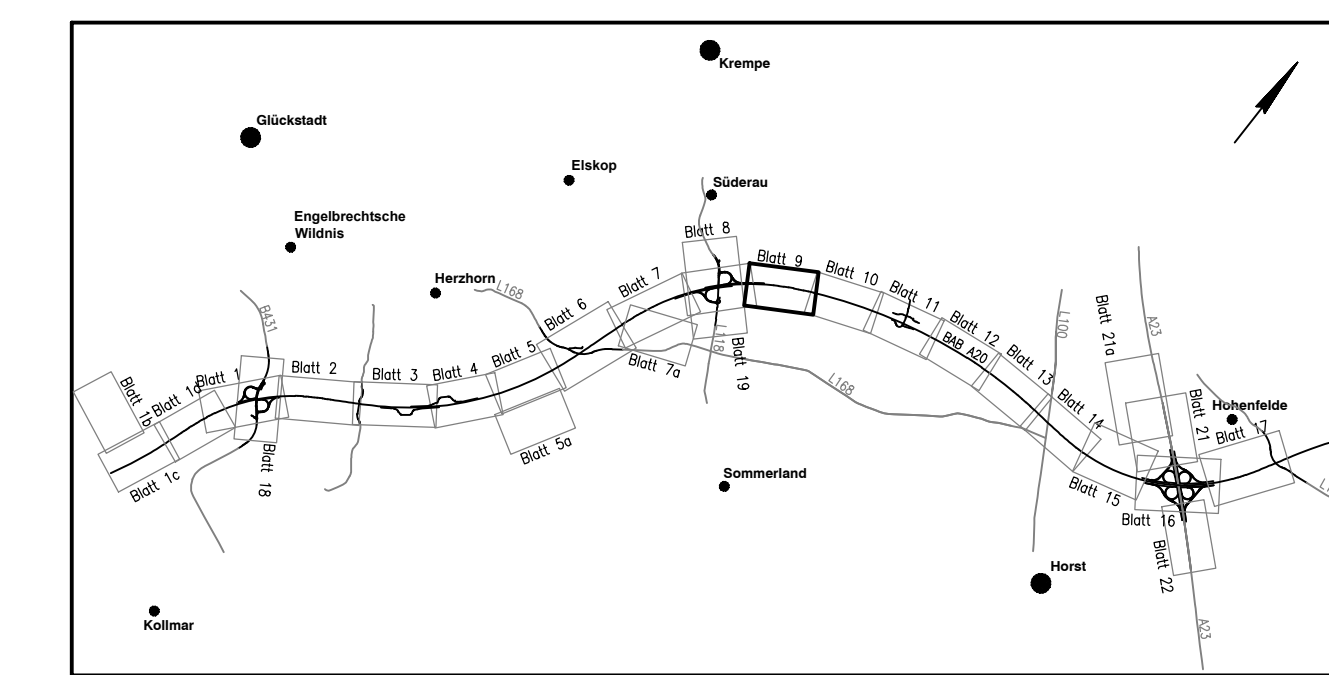 Krempe
Glückstadt
Elskop
Süderau
Engelbrechtsche
Wildnis
Blatt 8
Herzhorn
L168
Blatt 7
Blatt 9
Blatt 10
Blatt 11
Blatt 6
B431
L118
L100
A23
Blatt 12
BAB A20
Blatt 13
Blatt 21a
Blatt 5
Blatt 7a
Blatt 19
L168
Blatt 2
Blatt 3
Blatt 4
Blatt 1
Blatt 1a
Blatt 1b
Blatt 14
Blatt 21
Hohenfelde
Blatt 17
Blatt 5a
Blatt 18
Blatt 1c
Sommerland
Blatt 15
Blatt 16
Blatt 22
Horst
Kollmar
A23